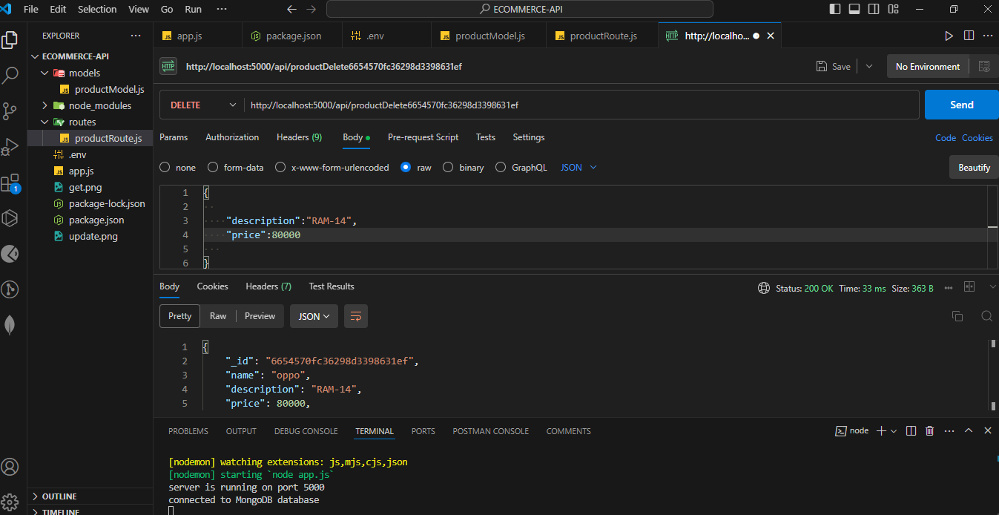 File Edit Selection View Go Run ··· ECOMMERCE-API
EXPLORER ···
app.js package.json .env productModel.js productRoute.js http://localho...
ECOMMERCE-API
models
productModel.js
node_modules
routes
productRoute.js
.env
app.js
get.png
package-lock.json
package.json
update.png
OUTLINE
TIMELINE
1
HTTP http://localhost:5000/api/productDelete6654570fc36298d3398631ef Save No Environment
DELETE http://localhost:5000/api/productDelete6654570fc36298d3398631ef Send
Params Authorization Headers (9) Body Pre-request Script Tests Settings Code Cookies
none form-data x-www-form-urlencoded raw binary GraphQL JSON Beautify
1 {
2
3 "description":"RAM-14",
4 "price":80000
5
6 }
Body Cookies Headers (7) Test Results Status: 200 OK Time: 33 ms Size: 363 B
Pretty Raw Preview JSON
1 {
2 "_id": "6654570fc36298d3398631ef",
3 "name": "oppo",
4 "description": "RAM-14",
5 "price": 80000,
PROBLEMS OUTPUT DEBUG CONSOLE TERMINAL PORTS POSTMAN CONSOLE COMMENTS node
[nodemon] watching extensions: js,mjs,cjs,json
[nodemon] starting `node app.js`
server is running on port 5000
connected to MongoDB database